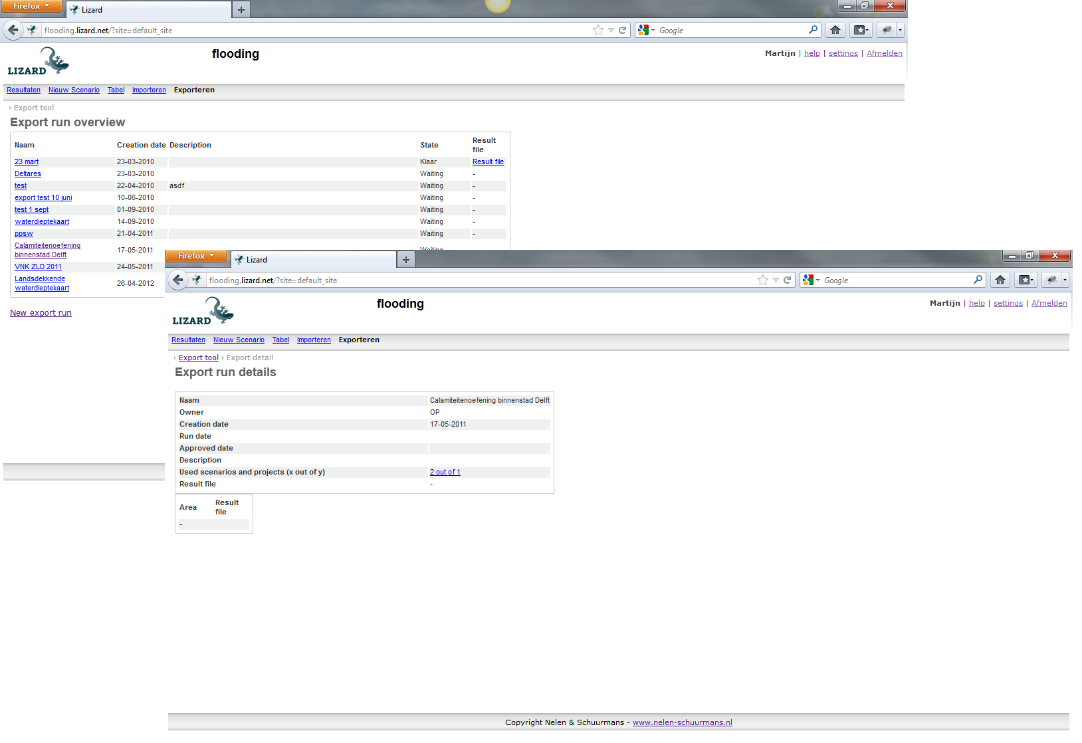 Firefox
Lizard
+
flooding.lizard.net/?site=default_site
Google
LIZARD
flooding
Martijn | help | settings | Afmelden
Resultaten Nieuw Scenario Tabel Importeren Exporteren
› Export tool
Export run overview
Naam Creation date Description State Result file
23 mart 23-03-2010 Klaar Result file
Deltares 23-03-2010 Waiting -
test 22-04-2010 asdf Waiting -
export test 10 juni 10-06-2010 Waiting -
test 1 sept 01-09-2010 Waiting -
waterdieptekaart 14-09-2010 Waiting -
ppsw 21-04-2011 Waiting -
Calamiteitenoefening binnenstad Delft 17-05-2011 Waiting
VNK ZLD 2011 24-05-2011
Landsdekkende waterdieptekaart 26-04-2012
New export run
Firefox
Lizard
+
flooding.lizard.net/?site=default_site
Google
LIZARD
flooding
Martijn | help | settings | Afmelden
Resultaten Nieuw Scenario Tabel Importeren Exporteren
› Export tool › Export detail
Export run details
Naam Calamiteitenoefening binnenstad Delft
Owner OP
Creation date 17-05-2011
Run date
Approved date
Description
Used scenarios and projects (x out of y) 2 out of 1
Result file -
Area Result file
-
Copyright Nelen & Schuurmans - www.nelen-schuurmans.nl